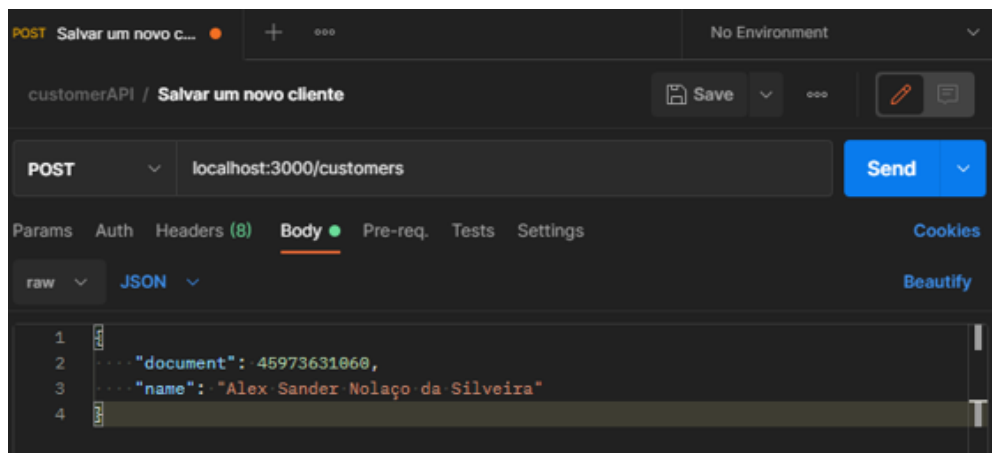 POST Salvar um novo c... No Environment
customerAPI / Salvar um novo cliente Save
POST localhost:3000/customers Send
Params Auth Headers (8) Body Pre-req. Tests Settings Cookies
raw JSON Beautify
1 {
2 "document": 45973631060,
3 "name": "Alex Sander Nolaço da Silveira"
4 }